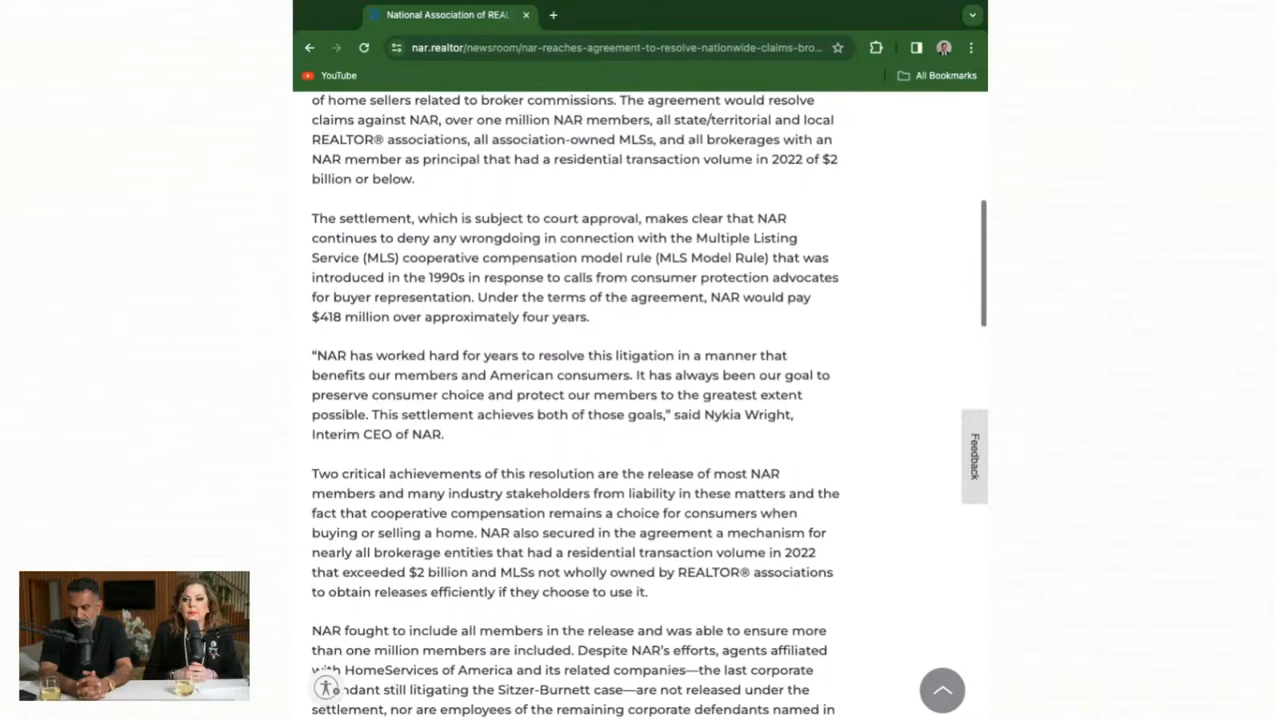 National Association of REAL
nar.realtor/newsroom/nar-reaches-agreement-to-resolve-nationwide-claims-bro...
YouTube
All Bookmarks
of home sellers related to broker commissions. The agreement would resolve
claims against NAR, over one million NAR members, all state/territorial and local
REALTOR® associations, all association-owned MLSs, and all brokerages with an
NAR member as principal that had a residential transaction volume in 2022 of $2
billion or below.
The settlement, which is subject to court approval, makes clear that NAR
continues to deny any wrongdoing in connection with the Multiple Listing
Service (MLS) cooperative compensation model rule (MLS Model Rule) that was
introduced in the 1990s in response to calls from consumer protection advocates
for buyer representation. Under the terms of the agreement, NAR would pay
$418 million over approximately four years.
“NAR has worked hard for years to resolve this litigation in a manner that
benefits our members and American consumers. It has always been our goal to
preserve consumer choice and protect our members to the greatest extent
possible. This settlement achieves both of those goals,” said Nykia Wright,
Interim CEO of NAR.
Feedback
Two critical achievements of this resolution are the release of most NAR
members and many industry stakeholders from liability in these matters and the
fact that cooperative compensation remains a choice for consumers when
buying or selling a home. NAR also secured in the agreement a mechanism for
nearly all brokerage entities that had a residential transaction volume in 2022
that exceeded $2 billion and MLSs not wholly owned by REALTOR® associations
to obtain releases efficiently if they choose to use it.
NAR fought to include all members in the release and was able to ensure more
than one million members are included. Despite NAR’s efforts, agents affiliated
with HomeServices of America and its related companies—the last corporate
ndant still litigating the Sitzer-Burnett case—are not released under the
settlement, nor are employees of the remaining corporate defendants named in